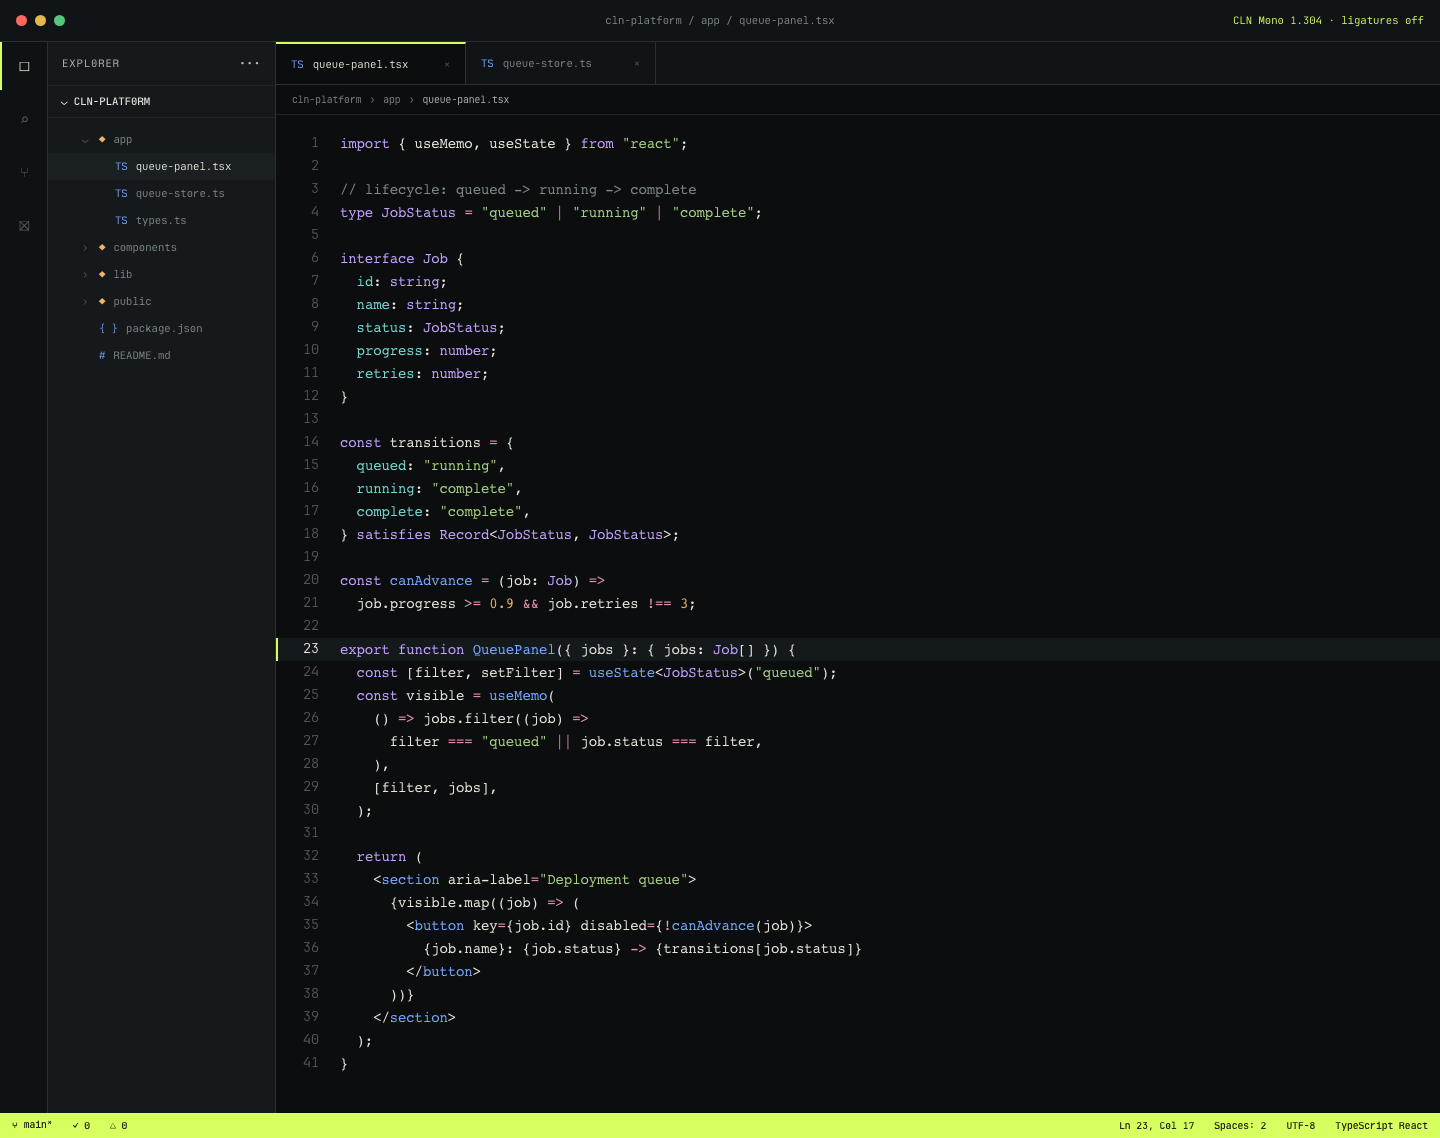 cln-platform / app / queue-panel.tsx
CLN Mono 1.304 · ligatures off
EXPLORER
CLN-PLATFORM
app
TS queue-panel.tsx
TS queue-store.ts
TS types.ts
components
lib
public
{ } package.json
# README.md
TS queue-panel.tsx ×
TS queue-store.ts ×
cln-platform › app › queue-panel.tsx
1 import { useMemo, useState } from "react";
2
3 // lifecycle: queued -> running -> complete
4 type JobStatus = "queued" | "running" | "complete";
5
6 interface Job {
7   id: string;
8   name: string;
9   status: JobStatus;
10   progress: number;
11   retries: number;
12 }
13
14 const transitions = {
15   queued: "running",
16   running: "complete",
17   complete: "complete",
18 } satisfies Record<JobStatus, JobStatus>;
19
20 const canAdvance = (job: Job) =>
21   job.progress >= 0.9 && job.retries !== 3;
22
23 export function QueuePanel({ jobs }: { jobs: Job[] }) {
24   const [filter, setFilter] = useState<JobStatus>("queued");
25   const visible = useMemo(
26     () => jobs.filter((job) =>
27       filter === "queued" || job.status === filter,
28     ),
29     [filter, jobs],
30   );
31
32   return (
33     <section aria-label="Deployment queue">
34       {visible.map((job) => (
35         <button key={job.id} disabled={!canAdvance(job)}>
36           {job.name}: {job.status} -> {transitions[job.status]}
37         </button>
38       ))}
39     </section>
40   );
41 }
main* ✓ 0 △ 0
Ln 23, Col 17 Spaces: 2 UTF-8 TypeScript React